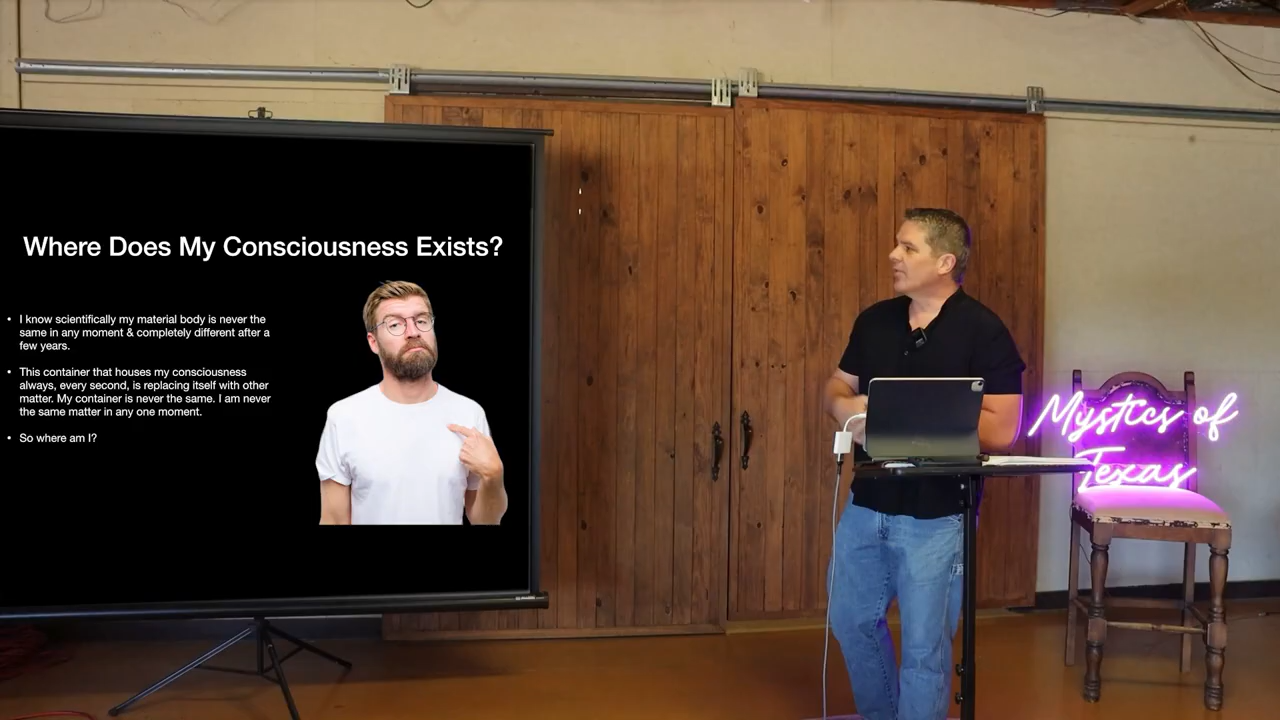 Where Does My Consciousness Exists?
• I know scientifically my material body is never the
same in any moment & completely different after a
few years.
• This container that houses my consciousness
always, every second, is replacing itself with other
matter. My container is never the same. I am never
the same matter in any one moment.
• So where am I?
Mystics of
Texas